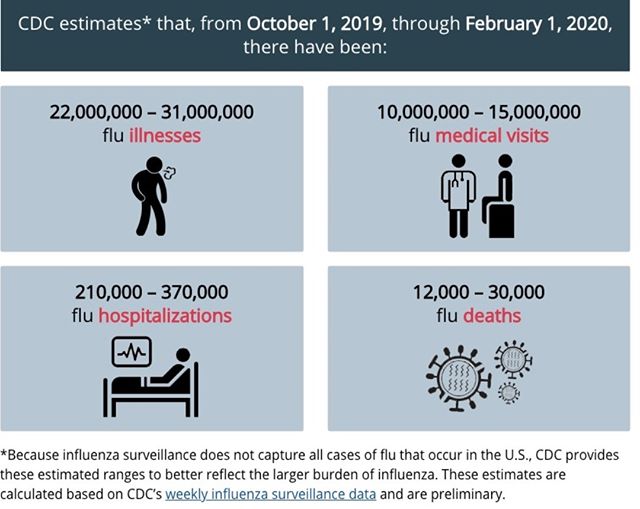 CDC estimates* that, from October 1, 2019, through February 1, 2020,
there have been:
22,000,000 – 31,000,000
flu illnesses
10,000,000 – 15,000,000
flu medical visits
210,000 – 370,000
flu hospitalizations
12,000 – 30,000
flu deaths
*Because influenza surveillance does not capture all cases of flu that occur in the U.S., CDC provides
these estimated ranges to better reflect the larger burden of influenza. These estimates are
calculated based on CDC's weekly influenza surveillance data and are preliminary.